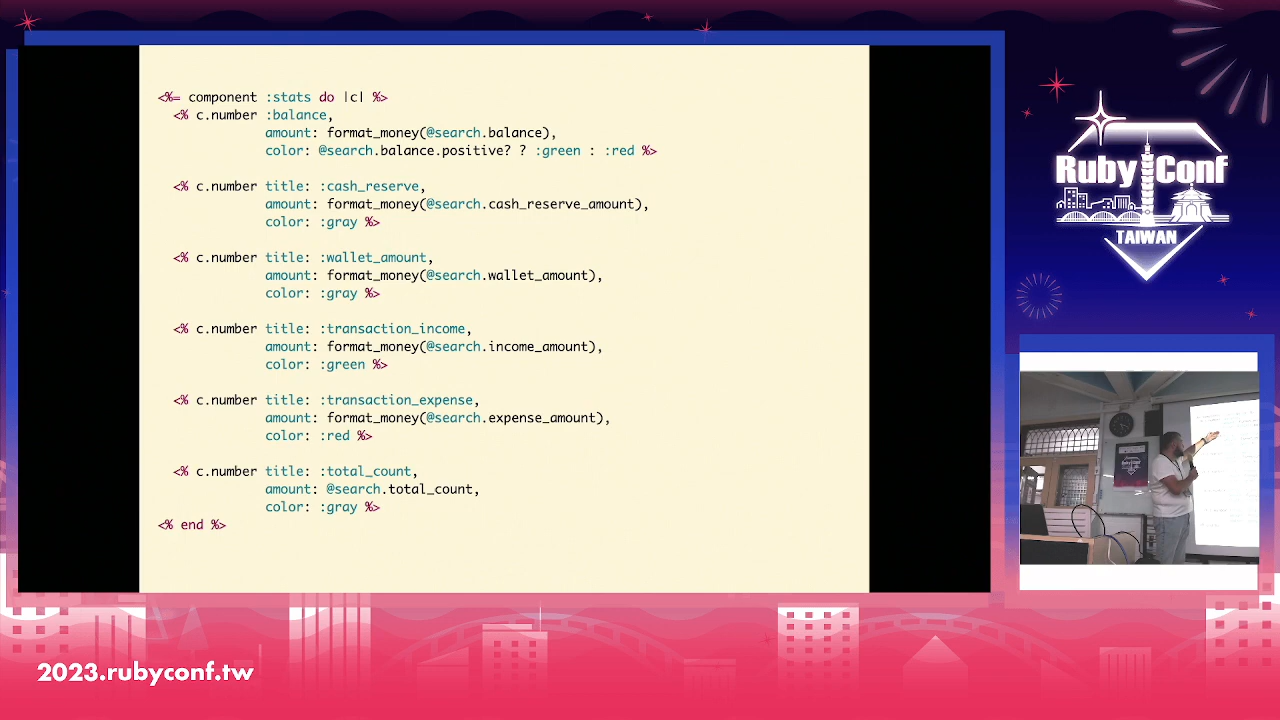 <%= component :stats do |c| %>
  <% c.number :balance,
              amount: format_money(@search.balance),
              color: @search.balance.positive? ? :green : :red %>

  <% c.number title: :cash_reserve,
              amount: format_money(@search.cash_reserve_amount),
              color: :gray %>

  <% c.number title: :wallet_amount,
              amount: format_money(@search.wallet_amount),
              color: :gray %>

  <% c.number title: :transaction_income,
              amount: format_money(@search.income_amount),
              color: :green %>

  <% c.number title: :transaction_expense,
              amount: format_money(@search.expense_amount),
              color: :red %>

  <% c.number title: :total_count,
              amount: @search.total_count,
              color: :gray %>
<% end %>
RubyConf
TAIWAN
2023.rubyconf.tw